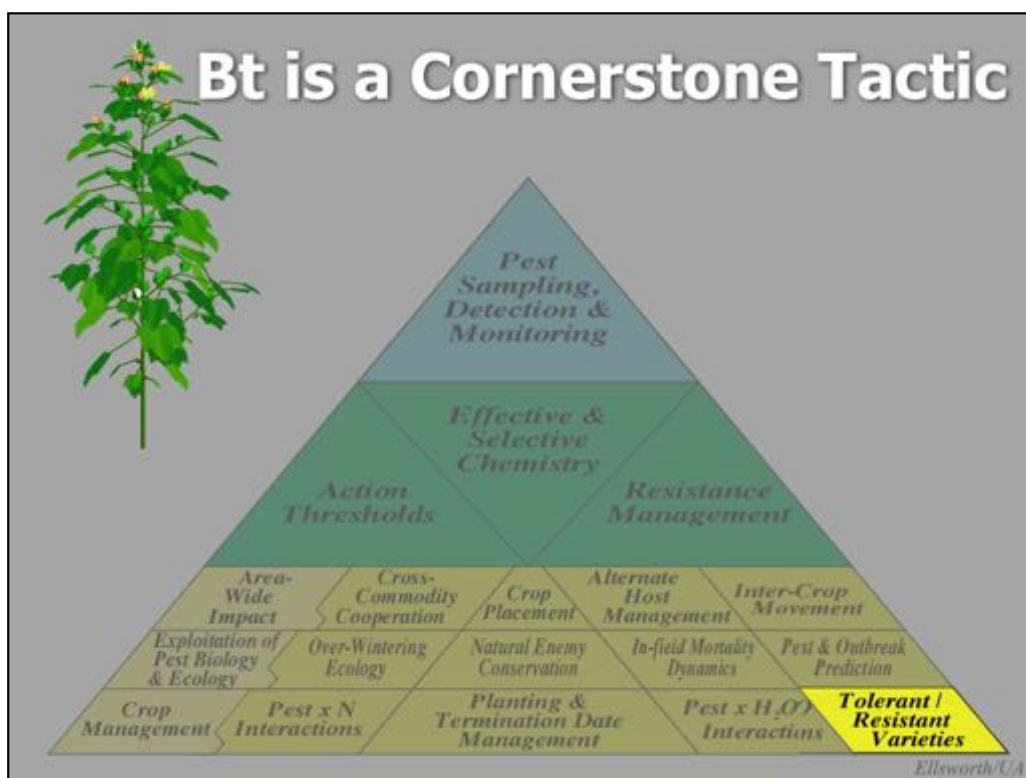 Bt is a Cornerstone Tactic
Pest
Sampling,
Detection &
Monitoring
Effective &
Selective
Chemistry
Action
Thresholds
Resistance
Management
Area-
Wide
Impact
Cross-
Commodity
Cooperation
Crop
Placement
Alternate
Host
Management
Inter-Crop
Movement
Exploitation of
Pest Biology
& Ecology
Over-Wintering
Ecology
Natural Enemy
Conservation
In-field Mortality
Dynamics
Pest & Outbreak
Prediction
Crop
Management
Pest x N
Interactions
Planting &
Termination Date
Management
Pest x H₂O
Interactions
Tolerant /
Resistant
Varieties
Ellsworth/UA